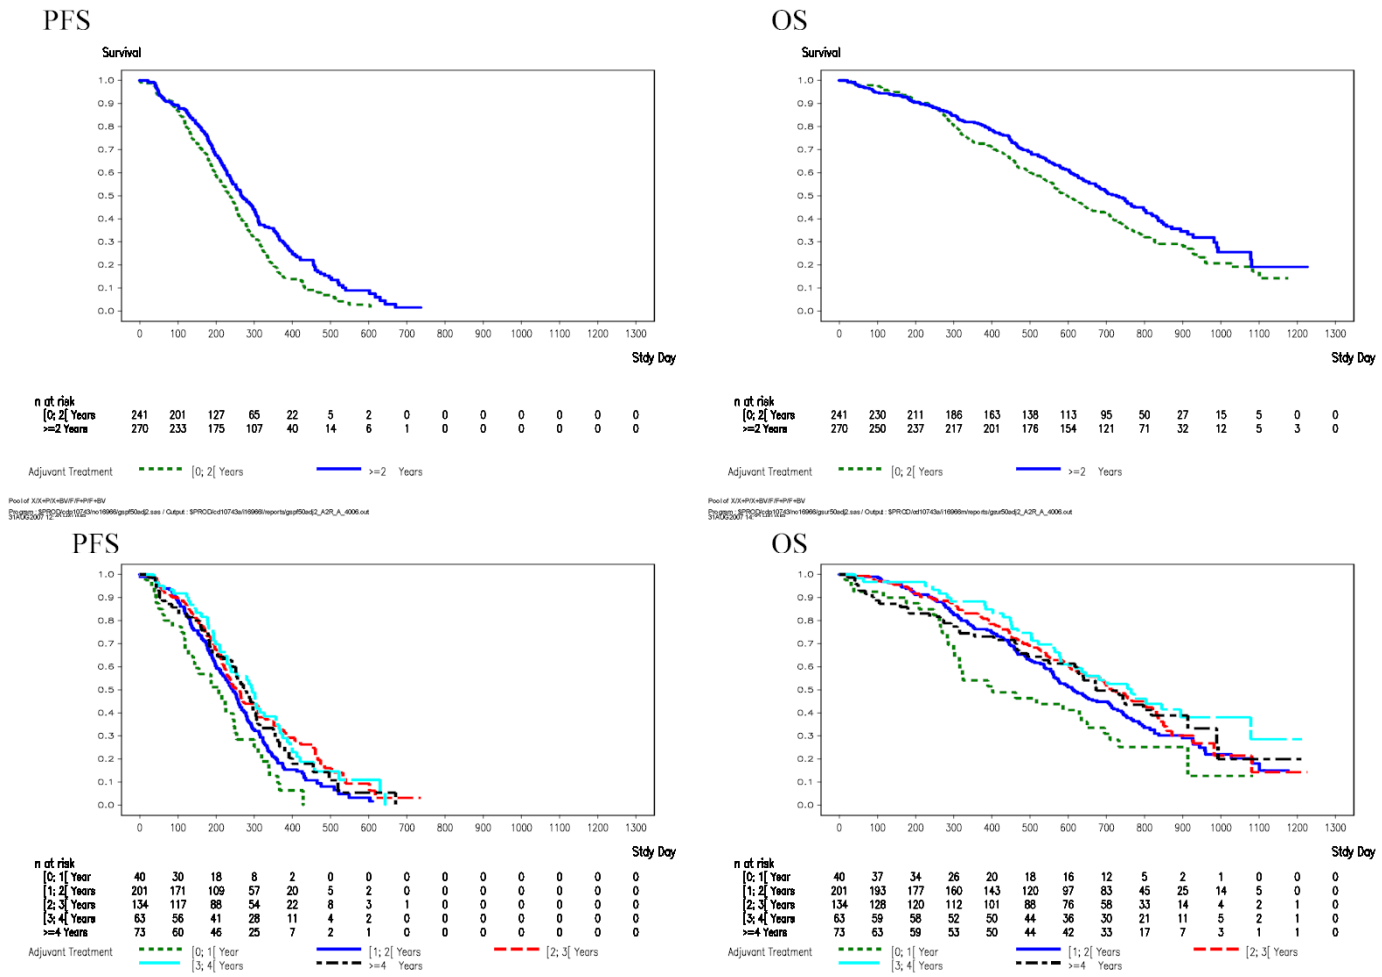 PFS
Survival
1.0
0.9
0.8
0.7
0.6
0.5
0.4
0.3
0.2
0.1
0.0
0 100 200 300 400 500 600 700 800 900 1000 1100 1200 1300
Stdy Day
n at risk
[0; 2[ Years 241 201 127 65 22 5 2 0 0 0 0 0 0 0
>=2 Years 270 233 175 107 40 14 6 1 0 0 0 0 0 0
Adjuvant Treatment [0; 2[ Years >=2 Years
Pool of X/X+P/X+BV/F/F+P/F+BV
OS
Survival
1.0
0.9
0.8
0.7
0.6
0.5
0.4
0.3
0.2
0.1
0.0
0 100 200 300 400 500 600 700 800 900 1000 1100 1200 1300
Stdy Day
n at risk
[0; 2[ Years 241 230 211 186 163 138 113 95 50 27 15 5 0 0
>=2 Years 270 250 237 217 201 176 154 121 71 32 12 5 3 0
Adjuvant Treatment [0; 2[ Years >=2 Years
Pool of X/X+P/X+BV/F/F+P/F+BV
PFS
1.0
0.9
0.8
0.7
0.6
0.5
0.4
0.3
0.2
0.1
0.0
0 100 200 300 400 500 600 700 800 900 1000 1100 1200 1300
Stdy Day
n at risk
[0; 1[ Year 40 30 18 8 2 0 0 0 0 0 0 0 0 0
[1; 2[ Years 201 171 109 57 20 5 2 0 0 0 0 0 0 0
[2; 3[ Years 134 117 88 54 22 8 3 1 0 0 0 0 0 0
[3; 4[ Years 63 56 41 28 11 4 2 0 0 0 0 0 0 0
>=4 Years 73 60 46 25 7 2 1 0 0 0 0 0 0 0
Adjuvant Treatment [0; 1[ Year [1; 2[ Years [2; 3[ Years
[3; 4[ Years >=4 Years
OS
1.0
0.9
0.8
0.7
0.6
0.5
0.4
0.3
0.2
0.1
0.0
0 100 200 300 400 500 600 700 800 900 1000 1100 1200 1300
Stdy Day
n at risk
[0; 1[ Year 40 37 34 26 20 18 16 12 5 2 1 0 0 0
[1; 2[ Years 201 193 177 160 143 120 97 83 45 25 14 5 0 0
[2; 3[ Years 134 128 120 112 101 88 76 58 33 14 4 2 1 0
[3; 4[ Years 63 59 58 52 50 44 36 30 21 11 5 2 1 0
>=4 Years 73 63 59 53 50 44 42 33 17 7 3 1 1 0
Adjuvant Treatment [0; 1[ Year [1; 2[ Years [2; 3[ Years
[3; 4[ Years >=4 Years